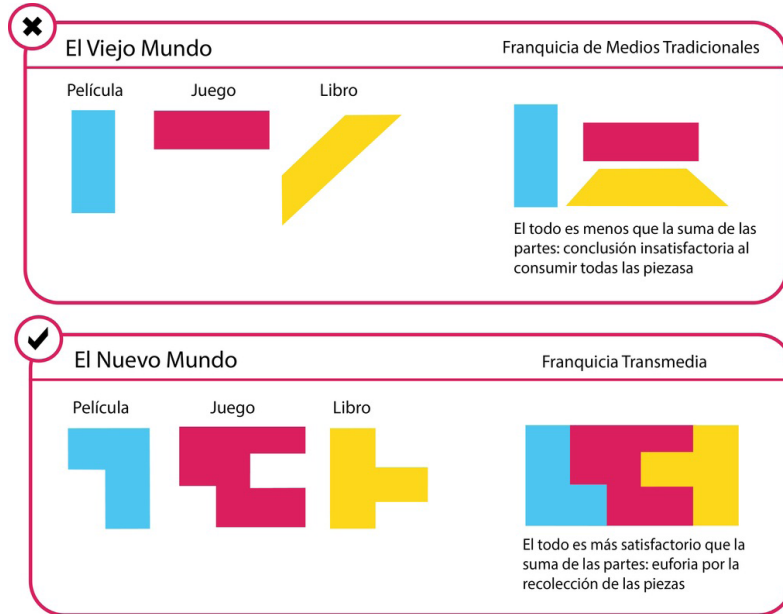 El Viejo Mundo
Franquicia de Medios Tradicionales
Película
Juego
Libro
El todo es menos que la suma de las
partes: conclusión insatisfactoria al
consumir todas las piezasa
El Nuevo Mundo
Franquicia Transmedia
Película
Juego
Libro
El todo es más satisfactorio que la
suma de las partes: euforia por la
recolección de las piezas